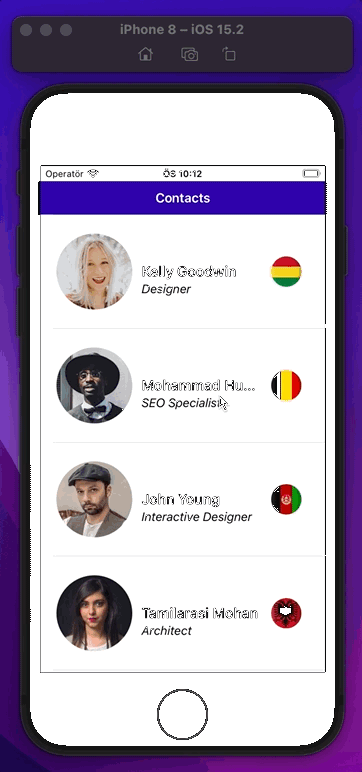 iPhone 8 – iOS 15.2
Operatör ÖS 10:12
Contacts
Kelly Goodwin
Designer
Mohammad Hu...
SEO Specialist
John Young
Interactive Designer
Tamilarasi Mohan
Architect